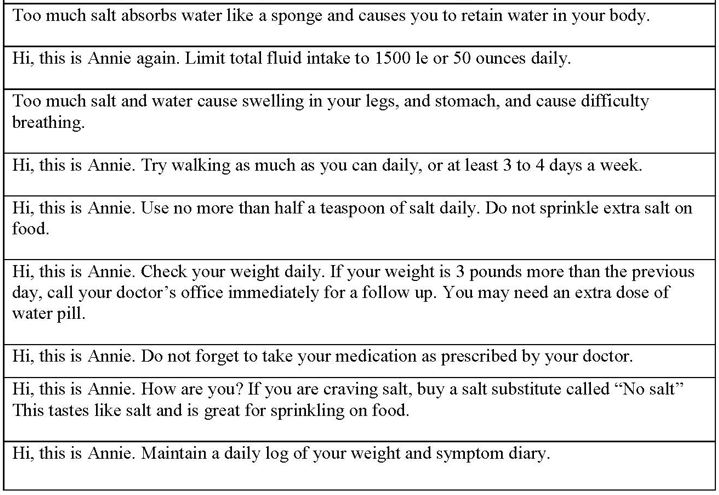 Too much salt absorbs water like a sponge and causes you to retain water in your body.
Hi, this is Annie again. Limit total fluid intake to 1500 le or 50 ounces daily.
Too much salt and water cause swelling in your legs, and stomach, and cause difficulty
breathing.
Hi, this is Annie. Try walking as much as you can daily, or at least 3 to 4 days a week.
Hi, this is Annie. Use no more than half a teaspoon of salt daily. Do not sprinkle extra salt on
food.
Hi, this is Annie. Check your weight daily. If your weight is 3 pounds more than the previous
day, call your doctor’s office immediately for a follow up. You may need an extra dose of
water pill.
Hi, this is Annie. Do not forget to take your medication as prescribed by your doctor.
Hi, this is Annie. How are you? If you are craving salt, buy a salt substitute called “No salt”
This tastes like salt and is great for sprinkling on food.
Hi, this is Annie. Maintain a daily log of your weight and symptom diary.